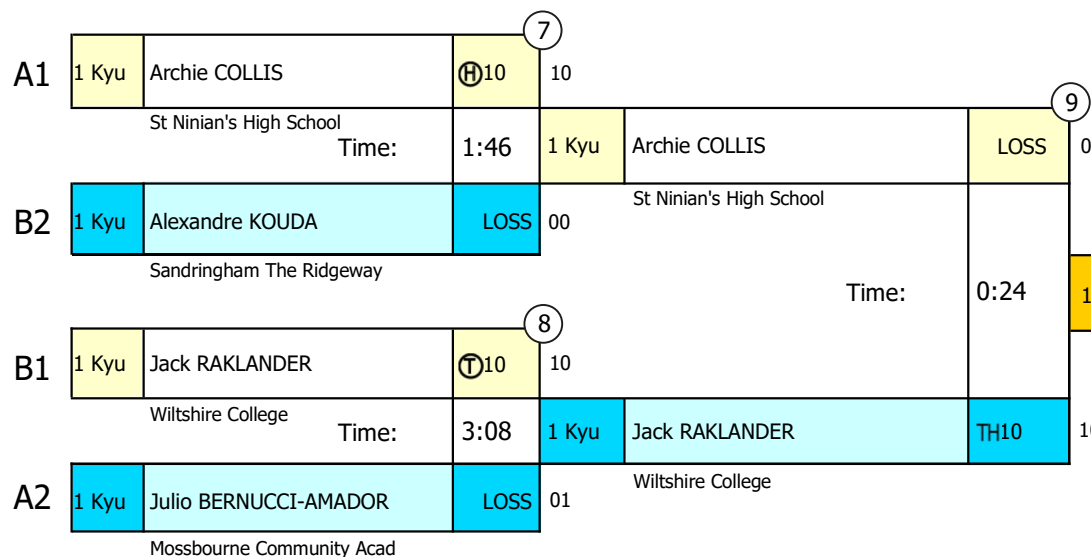 7
A1 1 Kyu Archie COLLIS Ⓗ10 10
9
St Ninian's High School
Time: 1:46 1 Kyu Archie COLLIS LOSS 0
St Ninian's High School
B2 1 Kyu Alexandre KOUDA LOSS 00
Sandringham The Ridgeway
Time: 0:24 1
8
B1 1 Kyu Jack RAKLANDER Ⓣ10 10
Wiltshire College
Time: 3:08 1 Kyu Jack RAKLANDER TH10 10
Wiltshire College
A2 1 Kyu Julio BERNUCCI-AMADOR LOSS 01
Mossbourne Community Acad